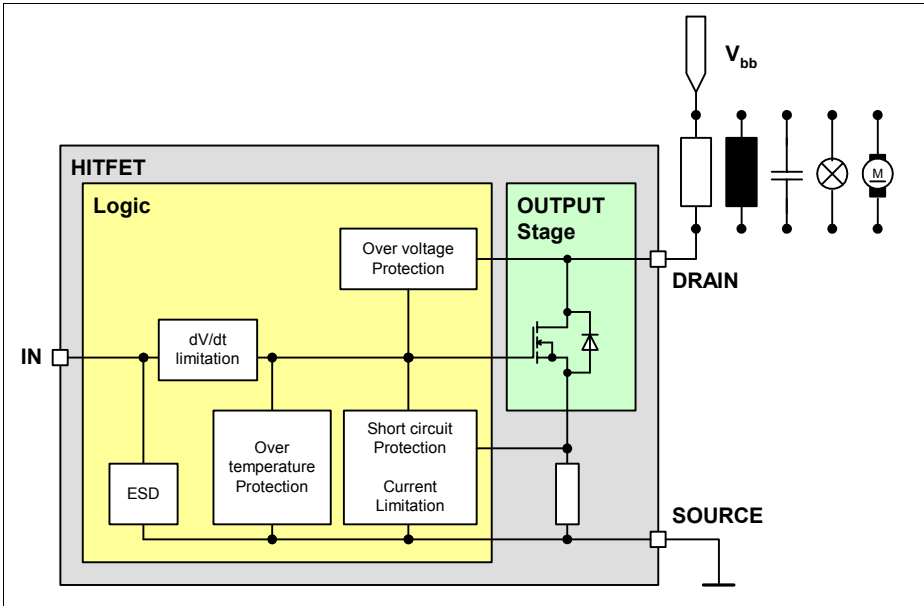 V_bb
HITFET
Logic
OUTPUT
Stage
Over voltage
Protection
DRAIN
M
IN
dV/dt
limitation
Over
temperature
Protection
Short circuit
Protection
Current
Limitation
ESD
SOURCE